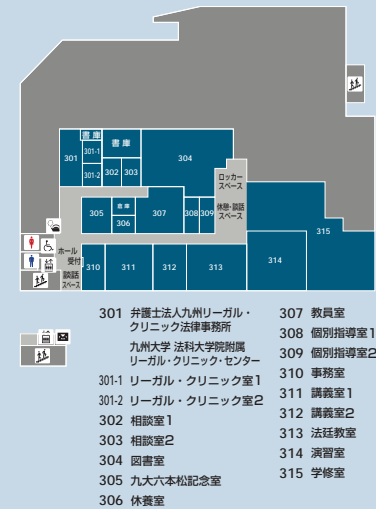 書庫
書庫
301
301-1
301-2
302
303
304
ロッカー
スペース
305
倉庫
306
307
308
309
休憩・談話
スペース
315
ホール
受付
談話
スペース
310
311
312
313
314
301 弁護士法人九州リーガル・
クリニック法律事務所
九州大学 法科大学院附属
リーガル・クリニック・センター
301-1 リーガル・クリニック室1
301-2 リーガル・クリニック室2
302 相談室1
303 相談室2
304 図書室
305 九大六本松記念室
306 休養室
307 教員室
308 個別指導室1
309 個別指導室2
310 事務室
311 講義室1
312 講義室2
313 法廷教室
314 演習室
315 学修室